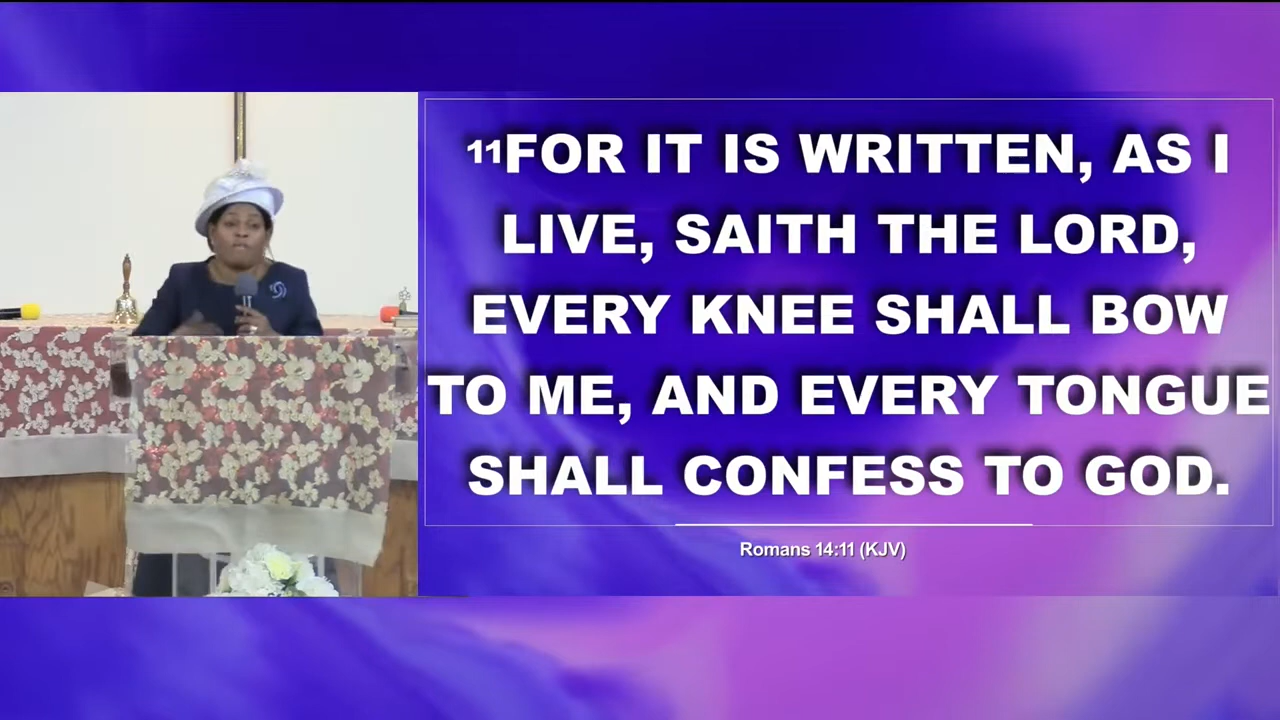 ¹¹FOR IT IS WRITTEN, AS I
LIVE, SAITH THE LORD,
EVERY KNEE SHALL BOW
TO ME, AND EVERY TONGUE
SHALL CONFESS TO GOD.
Romans 14:11 (KJV)